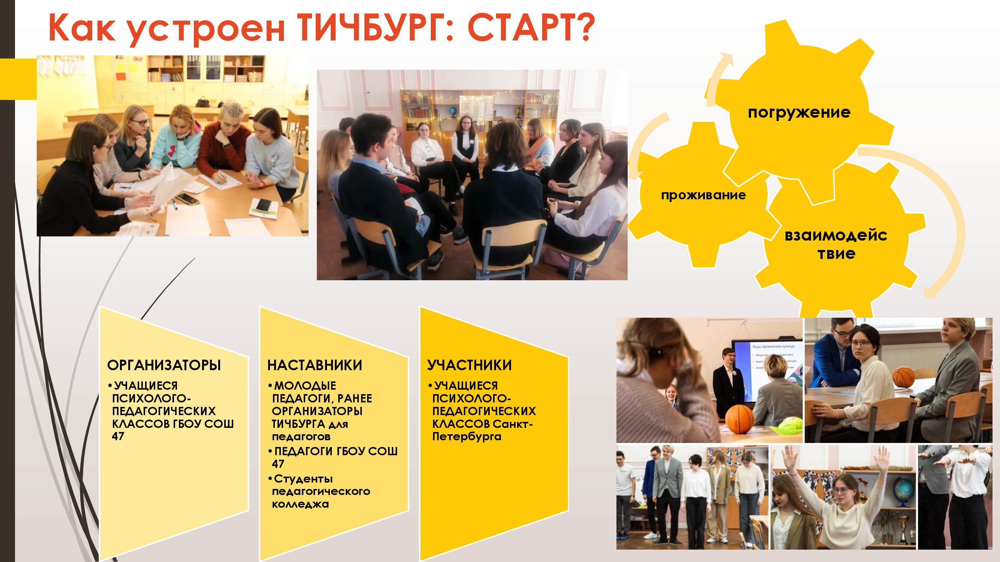 Как устроен ТИЧБУРГ: СТАРТ?
погружение
проживание
взаимодейс
твие
ОРГАНИЗАТОРЫ
•УЧАЩИЕСЯ
ПСИХОЛОГО-
ПЕДАГОГИЧЕСКИХ
КЛАССОВ ГБОУ СОШ
47
НАСТАВНИКИ
•МОЛОДЫЕ
ПЕДАГОГИ, РАНЕЕ
ОРГАНИЗАТОРЫ
ТИЧБУРГА для
педагогов
•ПЕДАГОГИ ГБОУ СОШ
47
•Студенты
педагогического
колледжа
УЧАСТНИКИ
•УЧАЩИЕСЯ
ПСИХОЛОГО-
ПЕДАГОГИЧЕСКИХ
КЛАССОВ Санкт-
Петербурга
Виды физических культур: